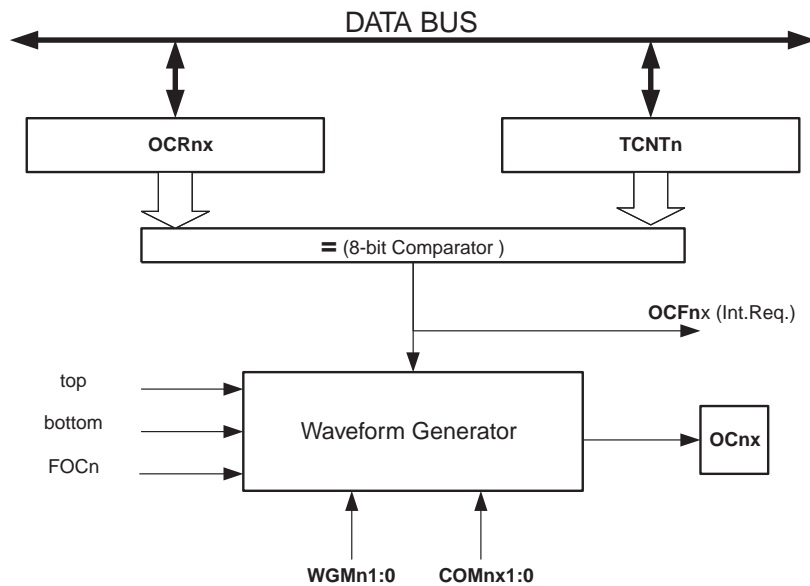 DATA BUS
OCRnx
TCNTn
= (8-bit Comparator )
OCFnx (Int.Req.)
top
bottom
FOCn
Waveform Generator
OCnx
WGMn1:0
COMnx1:0